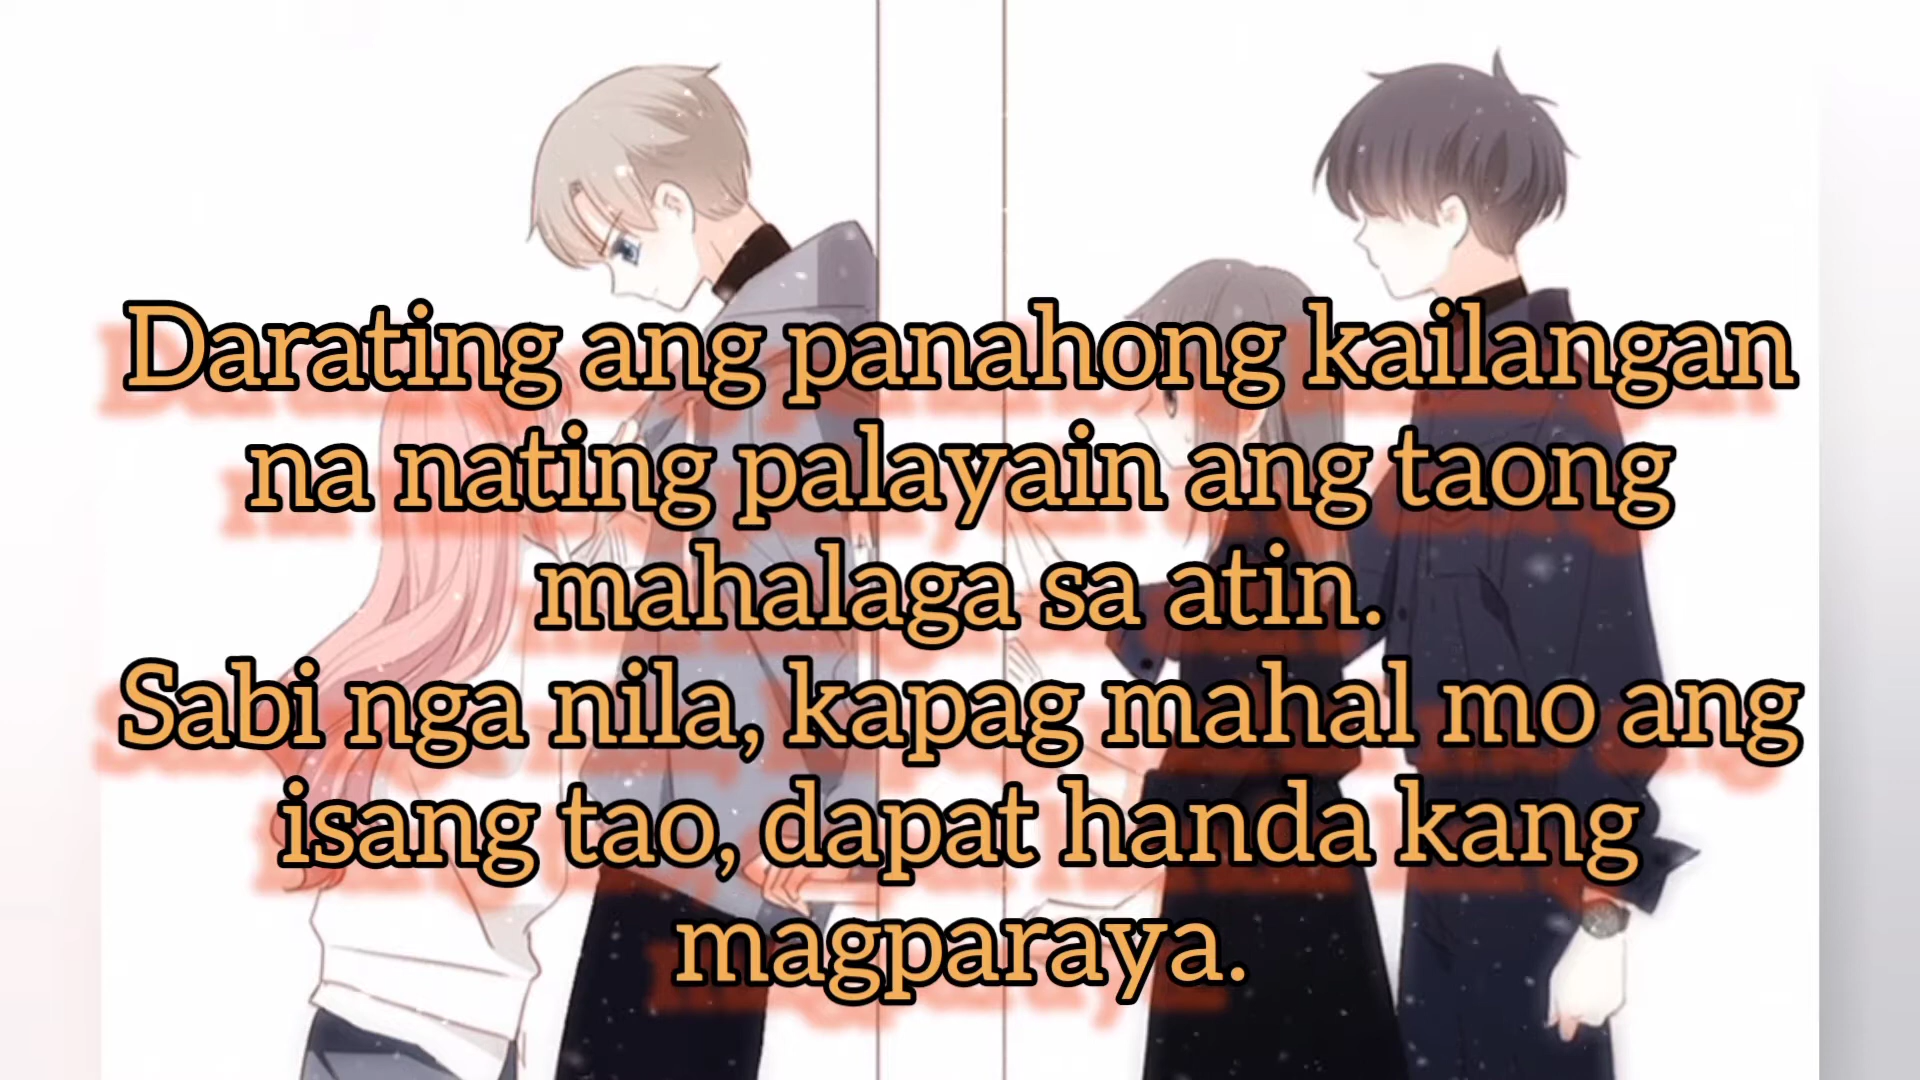 Darating ang panahong kailangan
na nating palayain ang taong
mahalaga sa atin.
Sabi nga nila, kapag mahal mo ang
isang tao, dapat handa kang
magparaya.